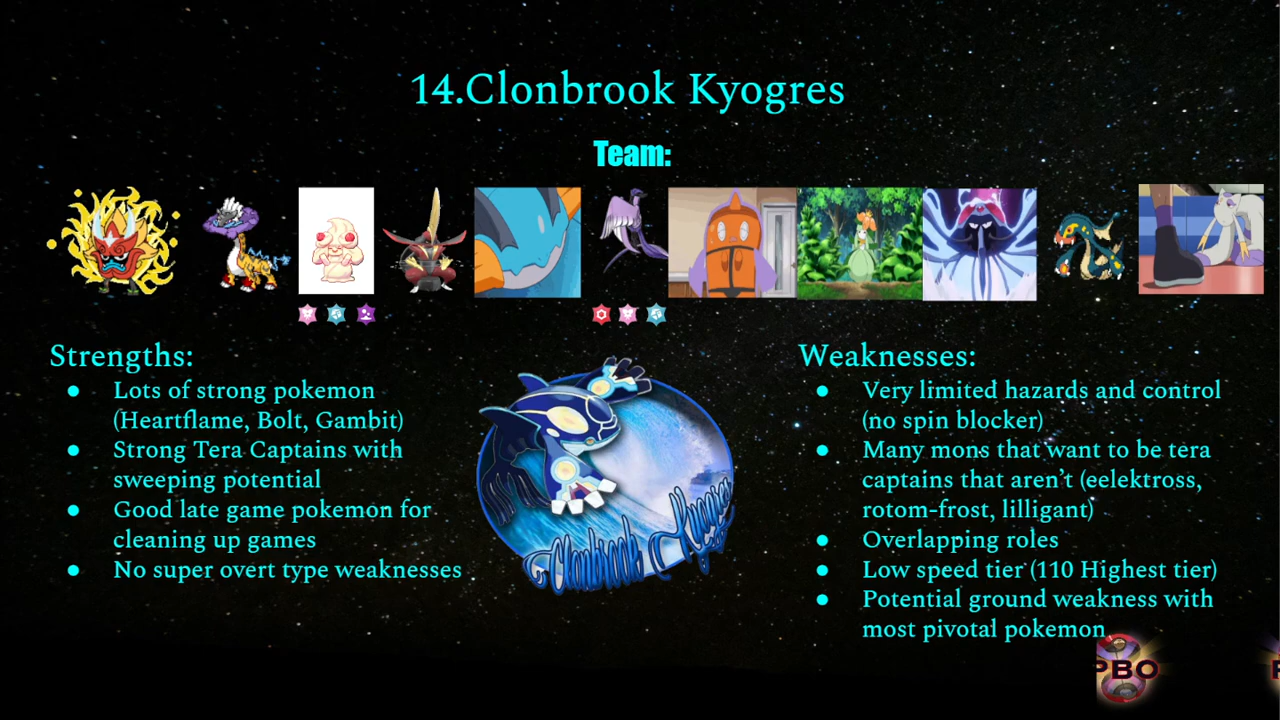 14.Clonbrook Kyogres
Team:
Strengths:
● Lots of strong pokemon
(Heartflame, Bolt, Gambit)
● Strong Tera Captains with
sweeping potential
● Good late game pokemon for
cleaning up games
● No super overt type weaknesses
Clonbrook Kyogres
Weaknesses:
● Very limited hazards and control
(no spin blocker)
● Many mons that want to be tera
captains that aren't (eelektross,
rotom-frost, lilligant)
● Overlapping roles
● Low speed tier (110 Highest tier)
● Potential ground weakness with
most pivotal pokemon
PBO